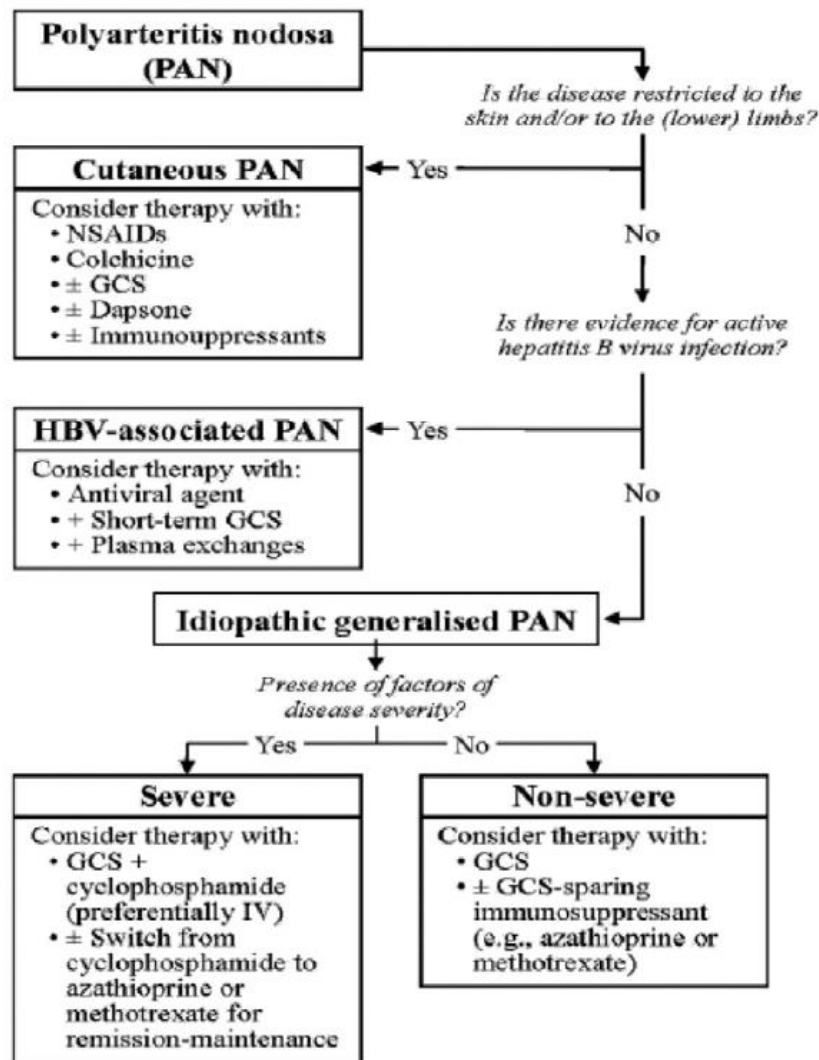 Polyarteritis nodosa
(PAN)
Is the disease restricted to the
skin and/or to the (lower) limbs?
Yes
Cutaneous PAN
Consider therapy with:
• NSAIDs
• Colchicine
• ± GCS
• ± Dapsone
• ± Immunouppressants
No
Is there evidence for active
hepatitis B virus infection?
Yes
HBV-associated PAN
Consider therapy with:
• Antiviral agent
• + Short-term GCS
• + Plasma exchanges
No
Idiopathic generalised PAN
Presence of factors of
disease severity?
Yes
No
Severe
Consider therapy with:
• GCS +
cyclophosphamide
(preferentially IV)
• ± Switch from
cyclophosphamide to
azathioprine or
methotrexate for
remission-maintenance
Non-severe
Consider therapy with:
• GCS
• ± GCS-sparing
immunosuppressant
(e.g., azathioprine or
methotrexate)